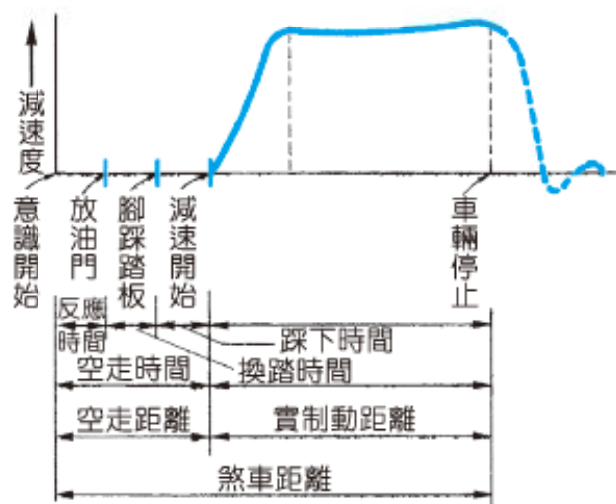 減速度
意識開始
放油門
腳踩踏板
減速開始
車輛停止
反應時間
踩下時間
換踏時間
空走時間
空走距離
實制動距離
煞車距離